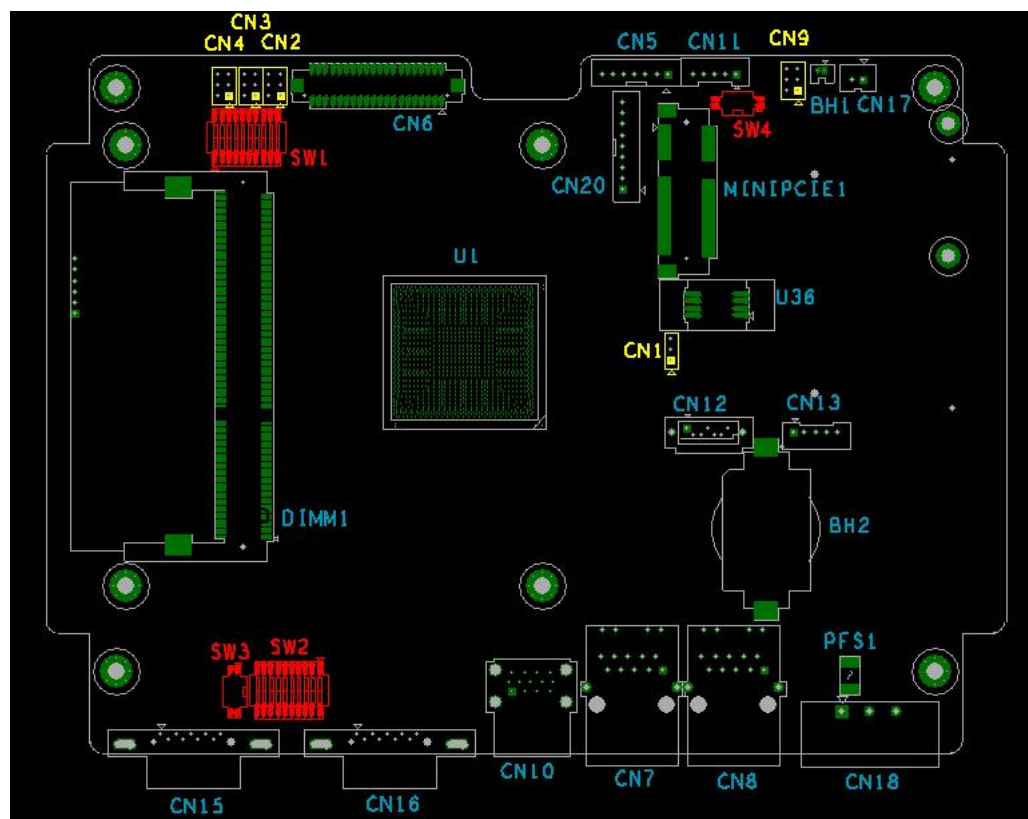 CN3
CN4 CN2
CN5 CN11 CN9
BH1 CN17
CN6
SW4
SW1
CN20 MINIPCIE1
U1
U36
CN1
CN12 CN13
DIMM1
BH2
SW3 SW2
PFS1
CN10 CN7 CN8 CN18
CN15 CN16